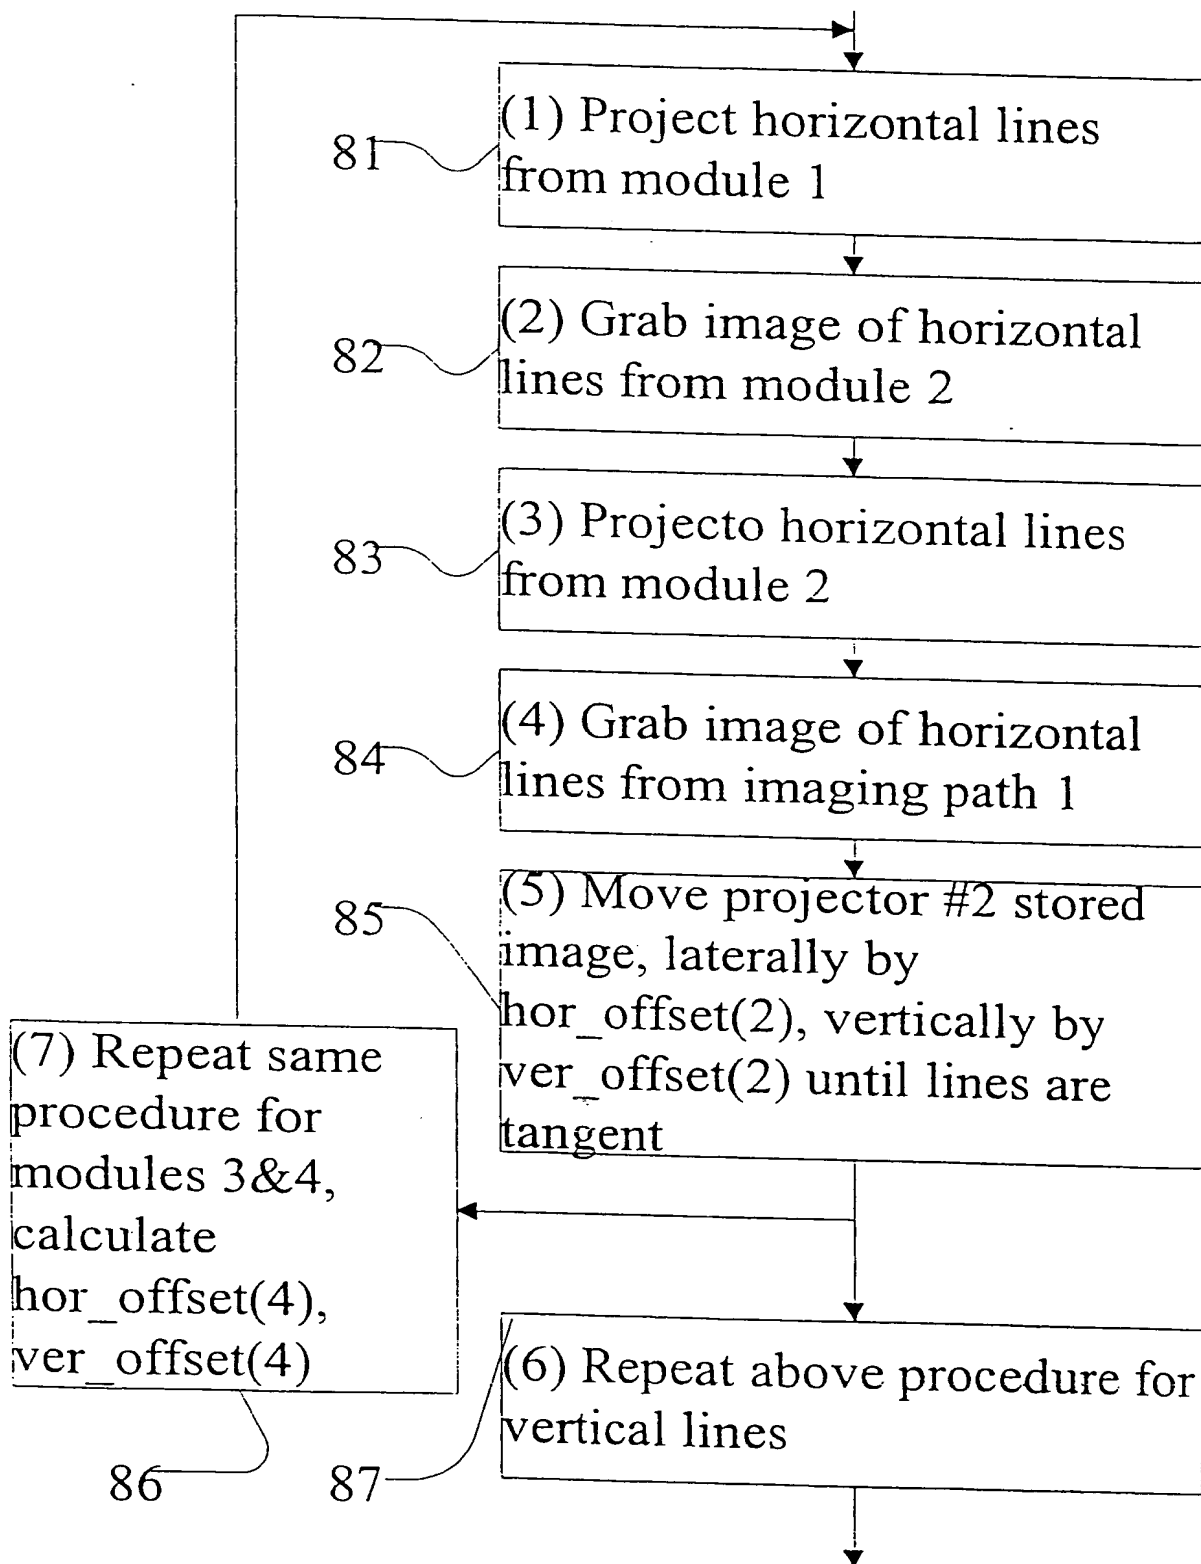 (1) Project horizontal lines
from module 1
81
(2) Grab image of horizontal
lines from module 2
82
(3) Projecto horizontal lines
from module 2
83
(4) Grab image of horizontal
lines from imaging path 1
84
(5) Move projector #2 stored
image, laterally by
hor_offset(2), vertically by
ver_offset(2) until lines are
tangent
85
(7) Repeat same
procedure for
modules 3&4,
calculate
hor_offset(4),
ver_offset(4)
86
(6) Repeat above procedure for
vertical lines
87